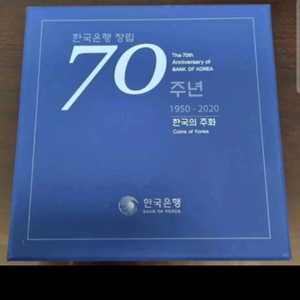 한국은행 창립
70
The 70th
Anniversary of
BANK OF KOREA
주년
1950 - 2020
한국의 주화
Coins of Korea
한국은행
BANK OF KOREA